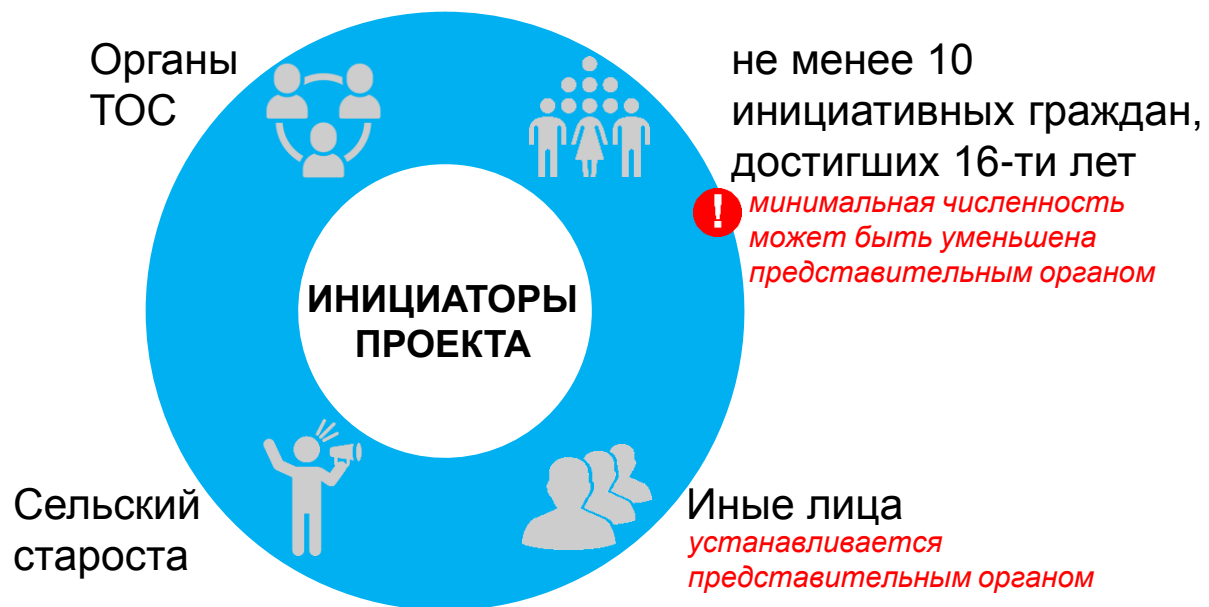 Органы
ТОС
не менее 10
инициативных граждан,
достигших 16-ти лет
!
минимальная численность
может быть уменьшена
представительным органом
ИНИЦИАТОРЫ
ПРОЕКТА
Сельский
староста
Иные лица
устанавливается
представительным органом